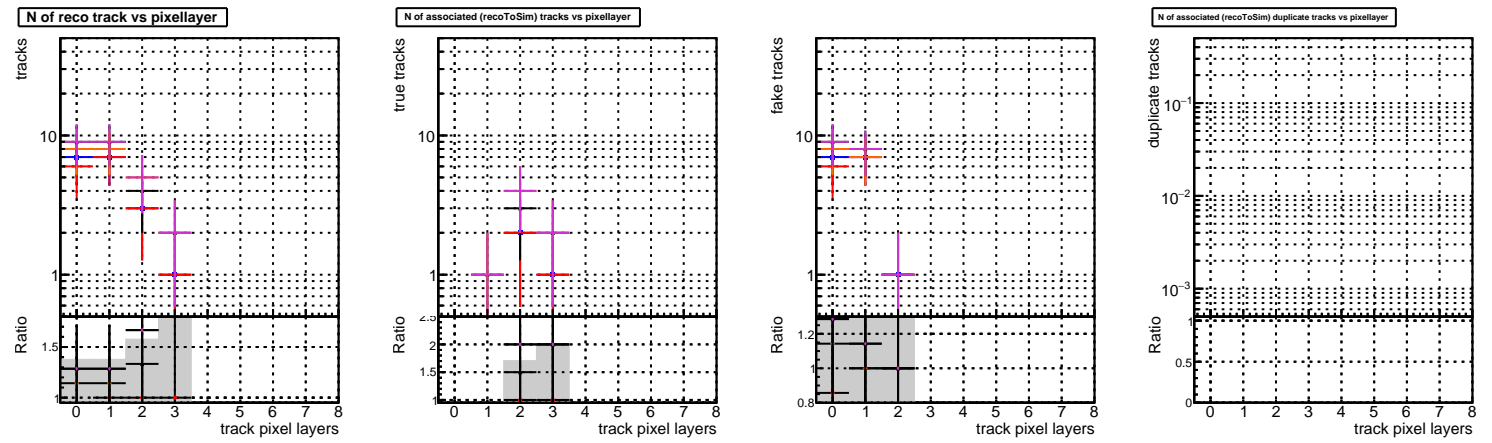 N of reco track vs pixellayer
tracks
10
1
Ratio
1.5
1
0 1 2 3 4 5 6 7 8
track pixel layers
N of associated (recoToSim) tracks vs pixellayer
true tracks
10
1
Ratio
2.5
2
1.5
1
0 1 2 3 4 5 6 7 8
track pixel layers
fake tracks
10
1
Ratio
1.2
1
0.8
0 1 2 3 4 5 6 7 8
track pixel layers
N of associated (recoToSim) duplicate tracks vs pixellayer
duplicate tracks
10⁻¹
10⁻²
10⁻³
Ratio
1
0.5
0
0 1 2 3 4 5 6 7 8
track pixel layers